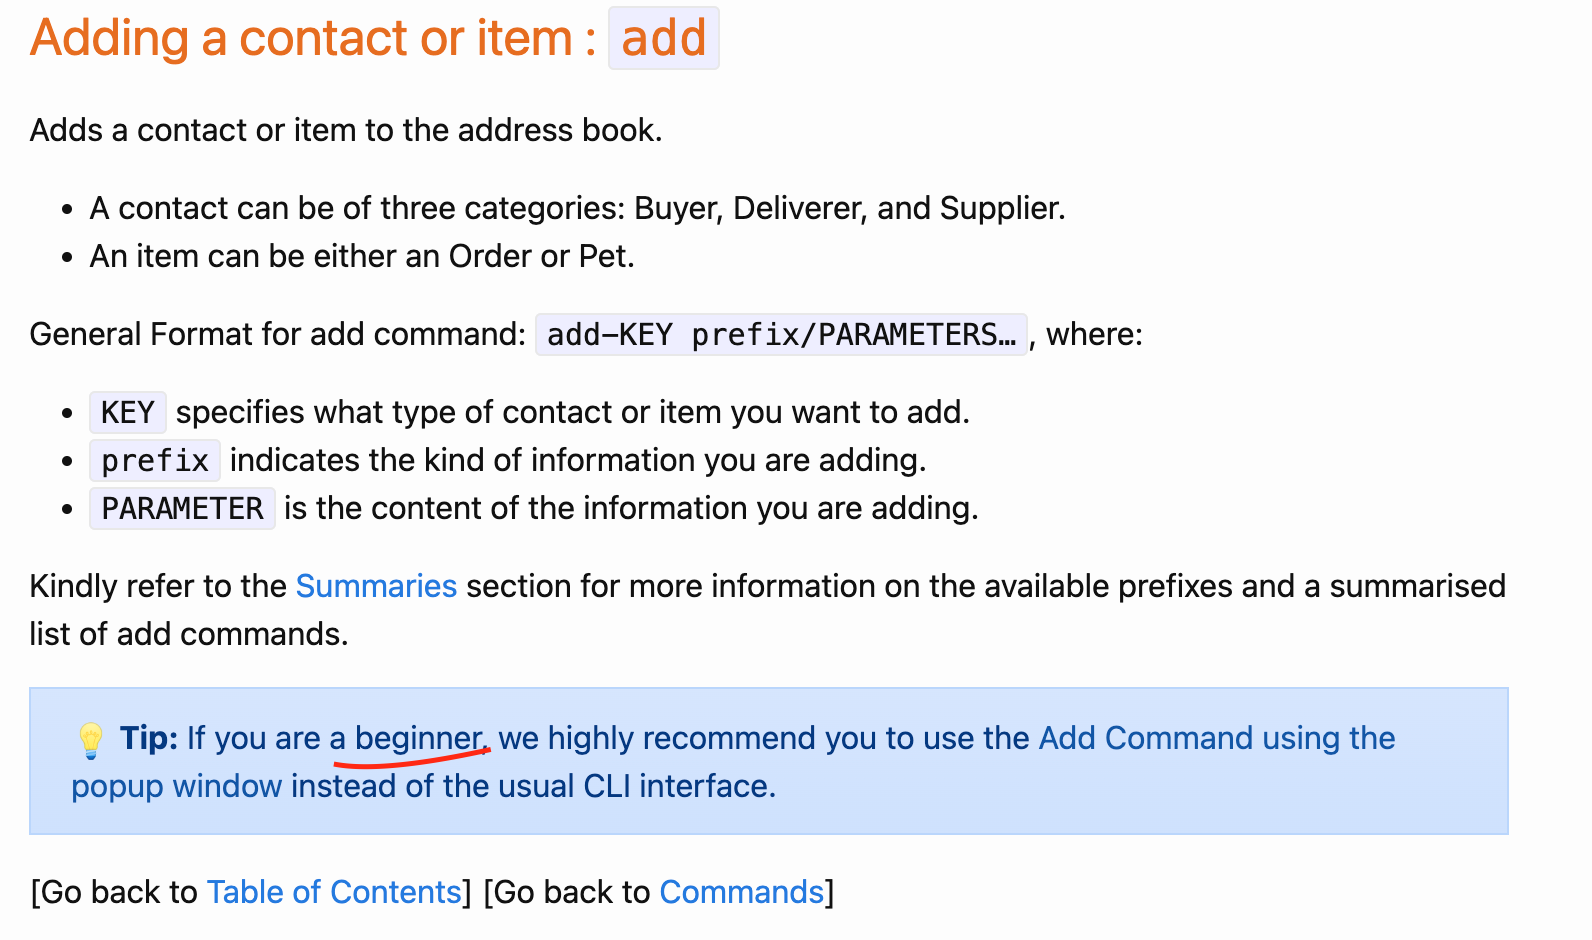 Adding a contact or item : add
Adds a contact or item to the address book.
• A contact can be of three categories: Buyer, Deliverer, and Supplier.
• An item can be either an Order or Pet.
General Format for add command: add-KEY prefix/PARAMETERS…, where:
• KEY specifies what type of contact or item you want to add.
• prefix indicates the kind of information you are adding.
• PARAMETER is the content of the information you are adding.
Kindly refer to the Summaries section for more information on the available prefixes and a summarised
list of add commands.
💡 Tip: If you are a beginner, we highly recommend you to use the Add Command using the
popup window instead of the usual CLI interface.
[Go back to Table of Contents] [Go back to Commands]